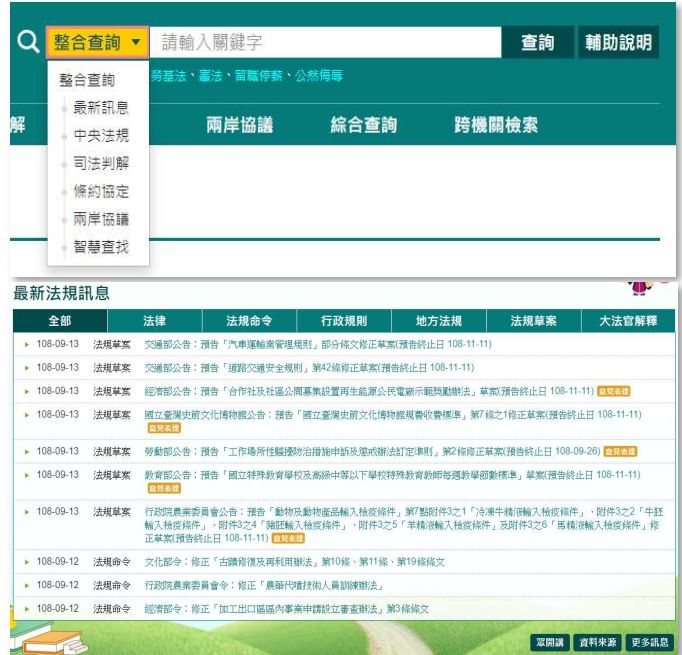 整合查詢 ▼ 請輸入關鍵字 查詢 輔助說明
整合查詢
勞基法、憲法、留職停薪、公然侮辱
最新訊息
解 兩岸協議 綜合查詢 跨機關檢索
中央法規
司法判解
條約協定
兩岸協議
智慧查找
最新法規訊息
全部 法律 法規命令 行政規則 地方法規 法規草案 大法官解釋
108-09-13 法規草案 交通部公告：預告「汽車運輸業管理規則」部分條文修正草案(預告終止日 108-11-11)
108-09-13 法規草案 交通部公告：預告「道路交通安全規則」第42條修正草案(預告終止日 108-11-11)
108-09-13 法規草案 經濟部公告：預告「合作社及社區公開募集設置再生能源公民電廠示範獎勵辦法」草案(預告終止日 108-11-11) 意見表達
108-09-13 法規草案 國立臺灣史前文化博物館公告：預告「國立臺灣史前文化博物館規費收費標準」第7條之1修正草案(預告終止日 108-11-11)
意見表達
108-09-13 法規草案 勞動部公告：預告「工作場所性騷擾防治措施申訴及懲戒辦法訂定準則」第2條修正草案(預告終止日 108-09-26) 意見表達
108-09-13 法規草案 教育部公告：預告「國立特殊教育學校及高級中等以下學校特殊教育教師每週教學節數標準」草案(預告終止日 108-11-11)
意見表達
108-09-13 法規草案 行政院農業委員會公告：預告「動物及動物產品輸入檢疫條件」第7點附件3之1「冷凍牛精液輸入檢疫條件」、附件3之2「牛胚
輸入檢疫條件」、附件3之4「豬胚輸入檢疫條件」、附件3之5「羊精液輸入檢疫條件」及附件3之6「馬精液輸入檢疫條件」修
正草案(預告終止日 108-11-11) 意見表達
108-09-12 法規命令 文化部令：修正「古蹟修復及再利用辦法」第10條、第11條、第19條條文
108-09-12 法規命令 行政院農業委員會令：修正「農藥代噴技術人員訓練辦法」
108-09-12 法規命令 經濟部令：修正「加工出口區區內事業申請設立審查辦法」第3條條文
眾開講 資料來源 更多訊息